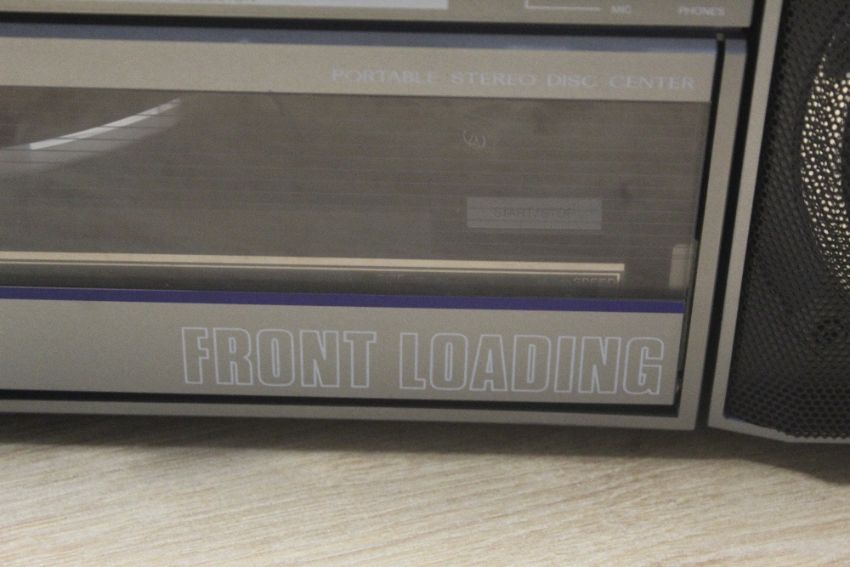 MIC PHONES
PORTABLE STEREO DISC CENTER
A
START/STOP
SPEED
FRONT LOADING